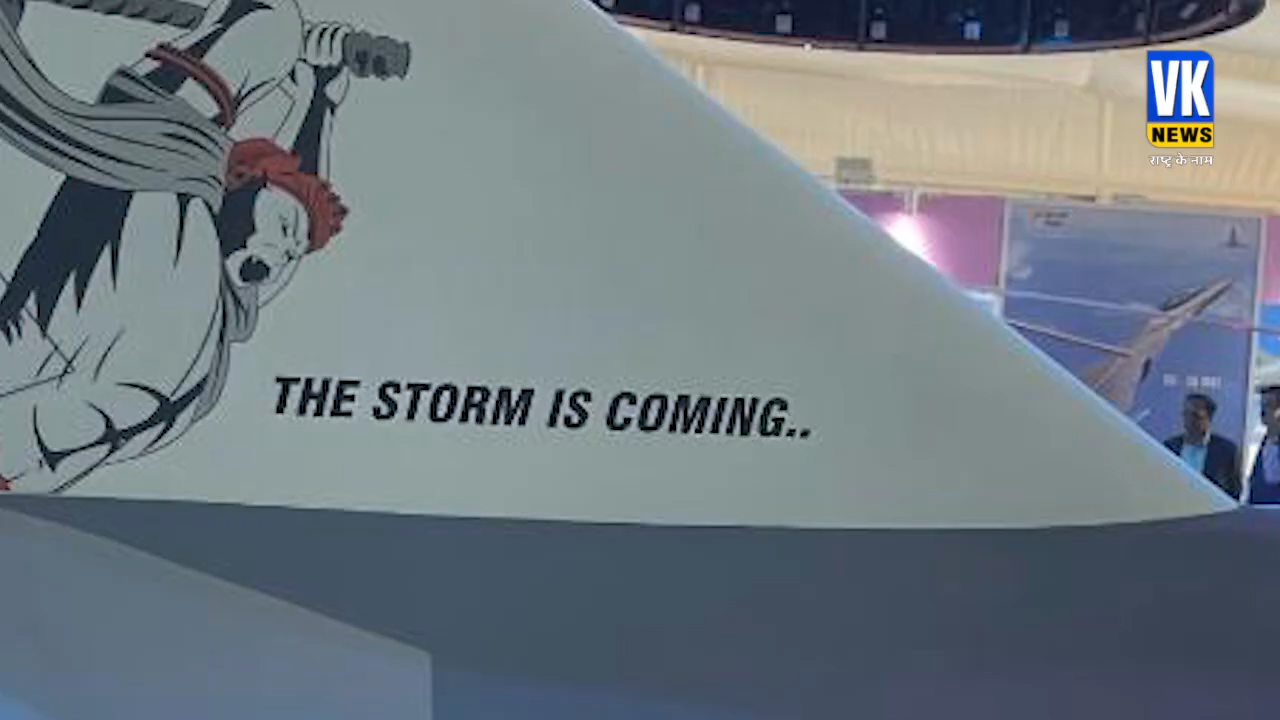 VK
NEWS
राष्ट्र के नाम
THE STORM IS COMING..